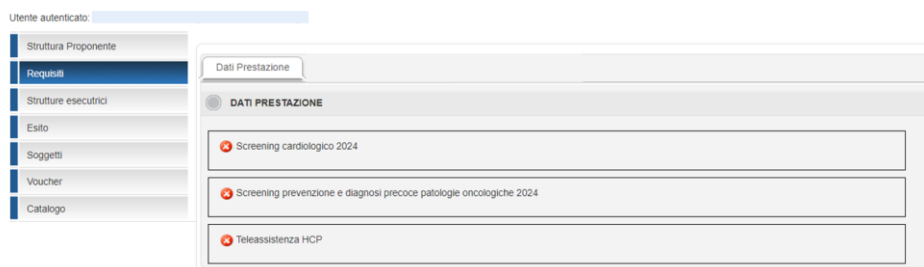 Utente autenticato:
Struttura Proponente
Requisiti
Strutture esecutrici
Esito
Soggetti
Voucher
Catalogo
Dati Prestazione
DATI PRESTAZIONE
Screening cardiologico 2024
Screening prevenzione e diagnosi precoce patologie oncologiche 2024
Teleassistenza HCP